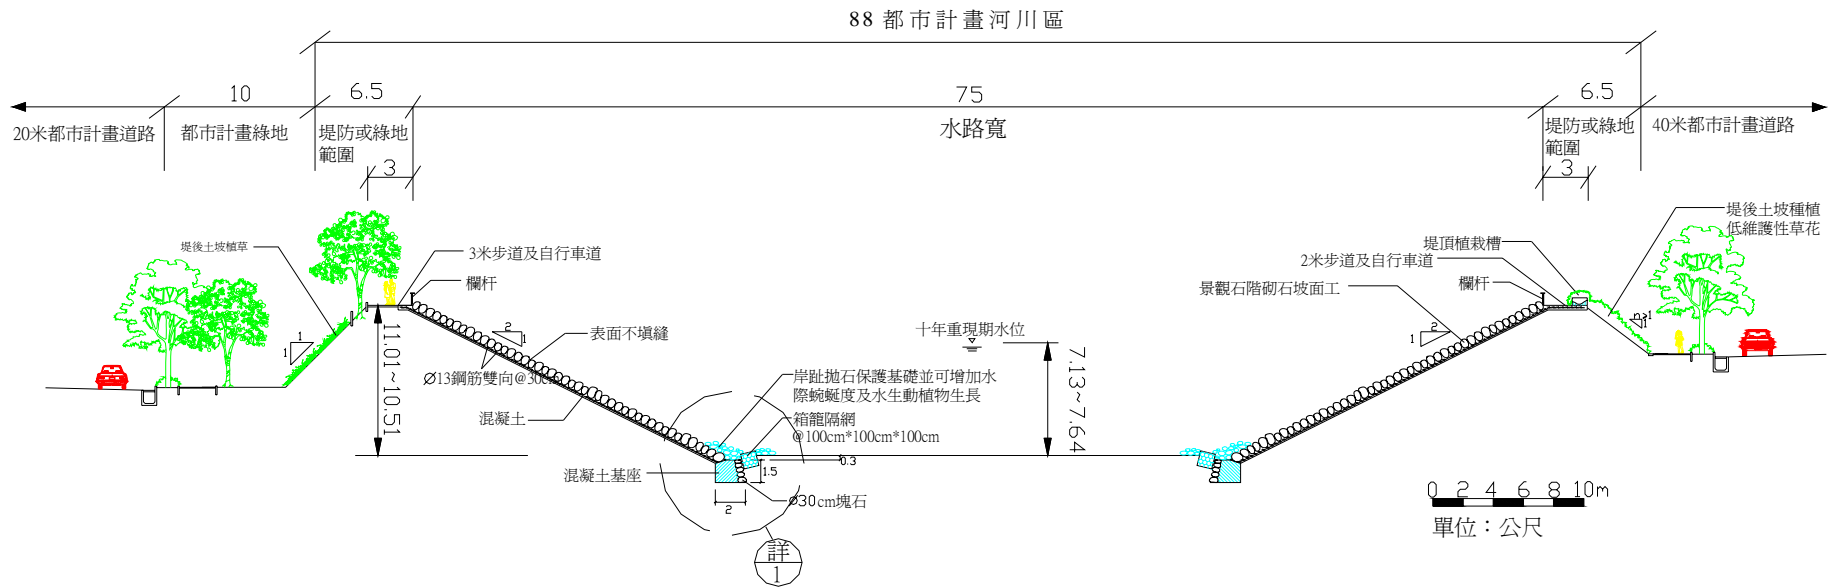 88都市計畫河川區
10
6.5
75
6.5
20米都市計畫道路
都市計畫綠地
堤防或綠地
範圍
水路寬
堤防或綠地
範圍
40米都市計畫道路
3
3
堤後土坡植草
3米步道及自行車道
欄杆
堤後土坡種植
低維護性草花
堤頂植栽槽
2米步道及自行車道
欄杆
景觀石階砌石坡面工
1
1
2
1
表面不填縫
十年重現期水位
2
1
1
Ø13鋼筋雙向@30cm
11.01~10.51
7.13~7.64
混凝土
岸趾拋石保護基礎並可增加水
際蜿蜒度及水生動植物生長
箱籠隔網
@100cm*100cm*100cm
0.3
混凝土基座
1.5
2
Ø30cm塊石
詳
1
0 2 4 6 8 10m
單位：公尺